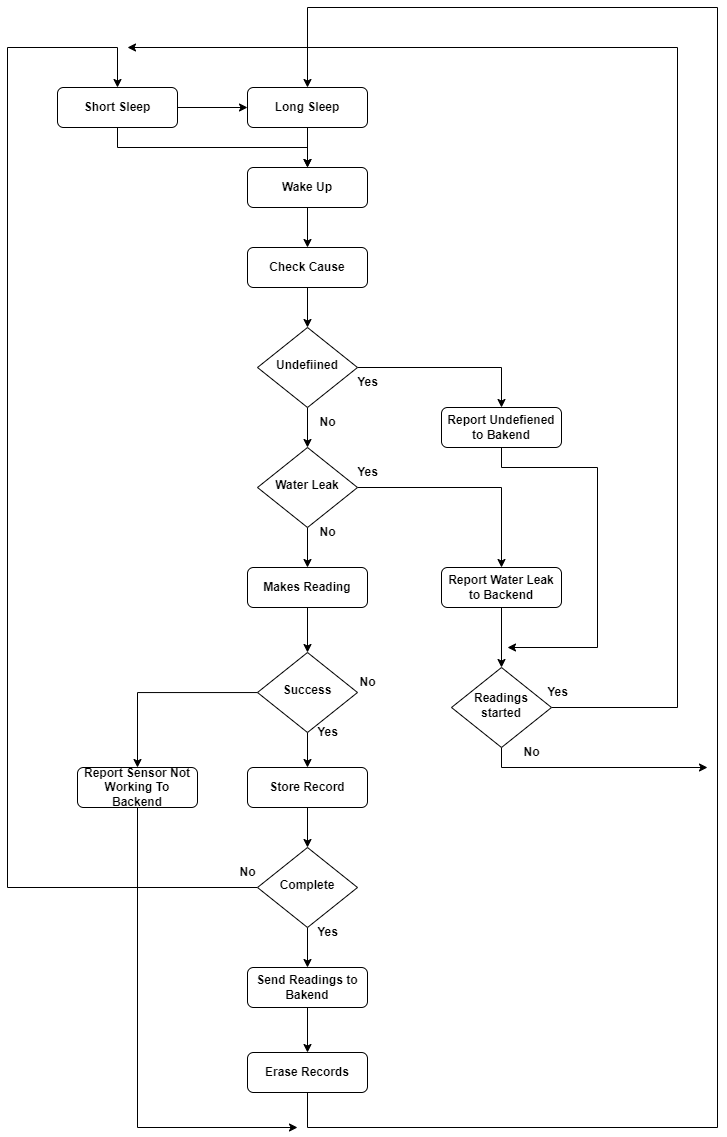 Short Sleep
Long Sleep
Wake Up
Check Cause
Undefiined
Yes
No
Report Undefiened
to Bakend
Water Leak
Yes
No
Makes Reading
Report Water Leak
to Backend
Success
No
Yes
Readings
started
Yes
No
Report Sensor Not
Working To
Backend
Store Record
No
Complete
Yes
Send Readings to
Bakend
Erase Records